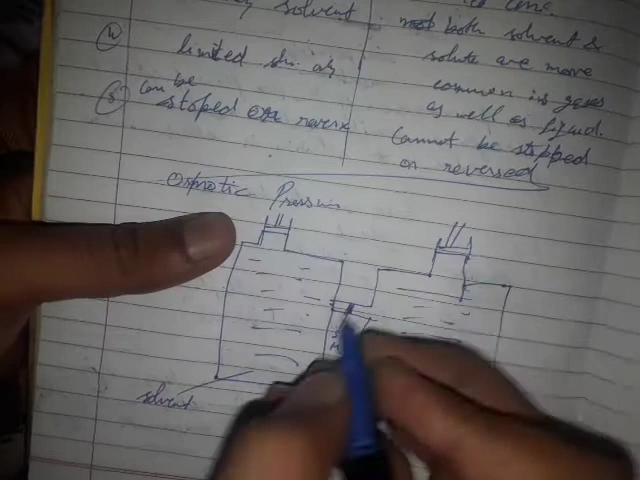 solvent
limited
can be
stoped or revers
not both solvent &
solute are move
common in gases
as well as liquid.
Cannot be stopped
or reversed
Osmotic Pressure
solvent